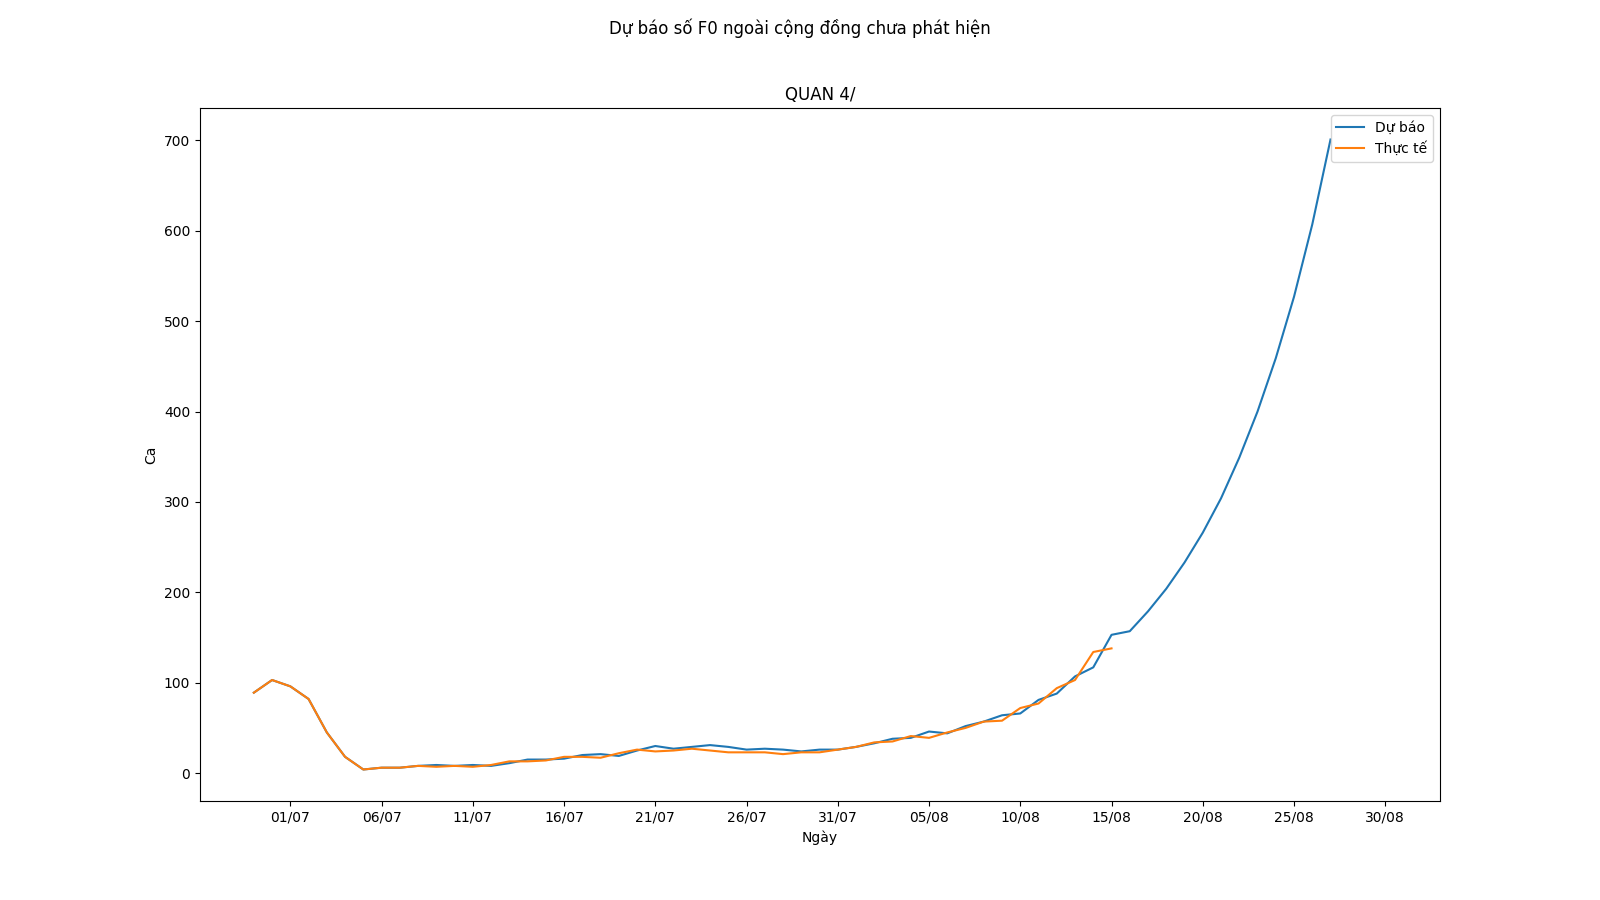 Dự báo số F0 ngoài cộng đồng chưa phát hiện
QUAN 4/
Dự báo
Thực tế
700
600
500
400
300
200
100
0
Ca
01/07 06/07 11/07 16/07 21/07 26/07 31/07 05/08 10/08 15/08 20/08 25/08 30/08
Ngày